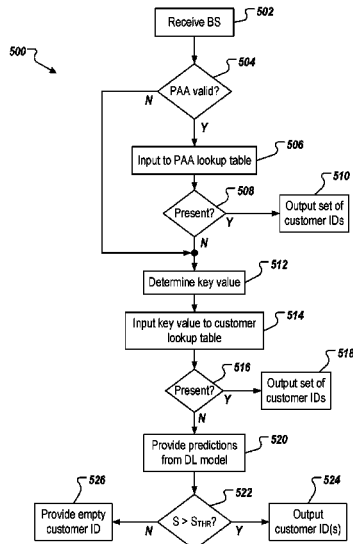 Receive BS
502
500
504
PAA valid?
N
Y
Input to PAA lookup table
506
508
Present?
Y
N
510
Output set of
customer IDs
512
Determine key value
514
Input key value to customer
lookup table
516
Present?
Y
N
518
Output set of
customer IDs
Provide predictions
from DL model
520
522
S > STHR?
N
Y
526
Provide empty
customer ID
524
Output
customer ID(s)